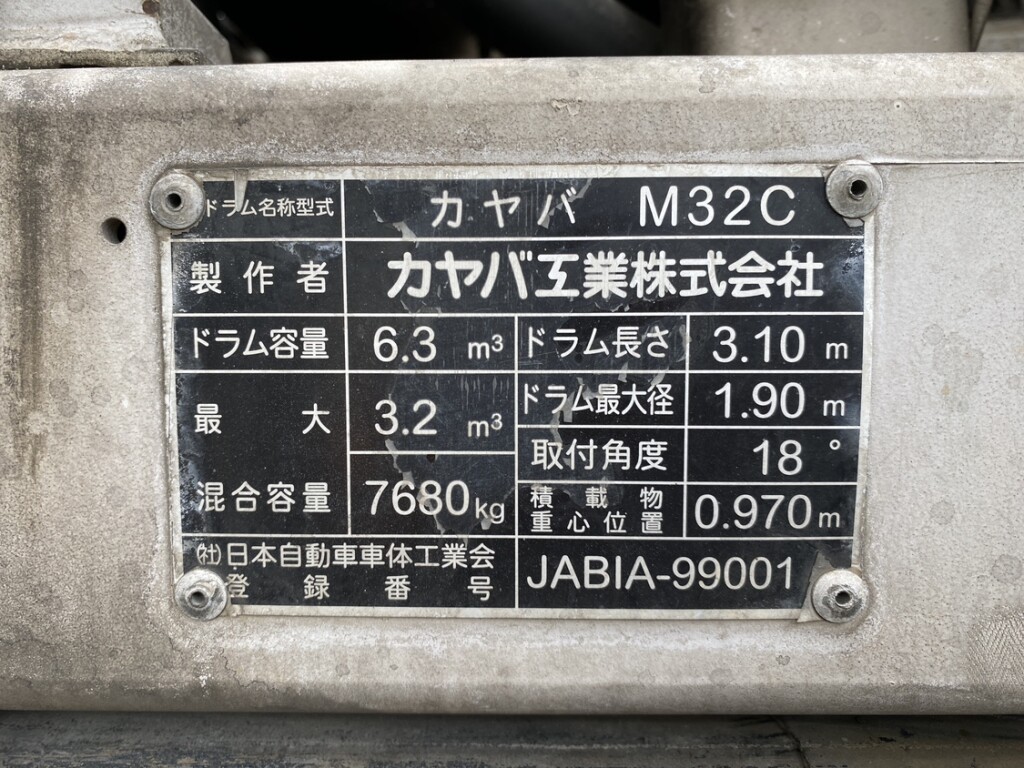 ドラム名称型式 カヤバ M32C
製作者 カヤバ工業株式会社
ドラム容量 6.3 m³ ドラム長さ 3.10 m
最大 3.2 m³ ドラム最大径 1.90 m
取付角度 18°
混合容量 7680kg 積載物 0.970m
重心位置
(社)日本自動車車体工業会 JABIA-99001
登録番号